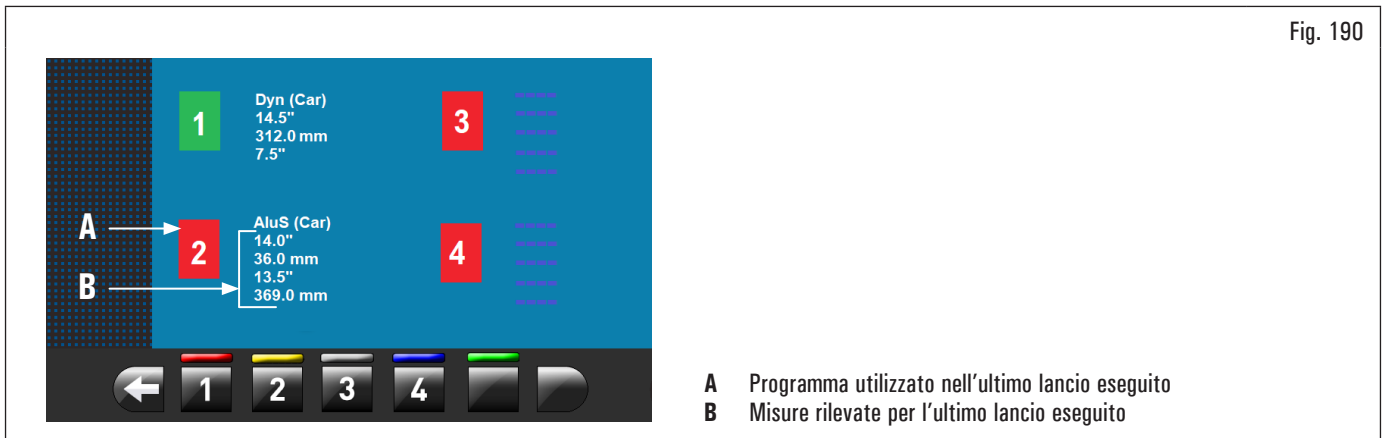 Fig. 190
1
Dyn (Car)
14.5"
312.0 mm
7.5"
3
-----
-----
-----
-----
-----
A
2
AluS (Car)
14.0"
36.0 mm
13.5"
369.0 mm
B
4
-----
-----
-----
-----
-----
1 2 3 4
A Programma utilizzato nell’ultimo lancio eseguito
B Misure rilevate per l’ultimo lancio eseguito